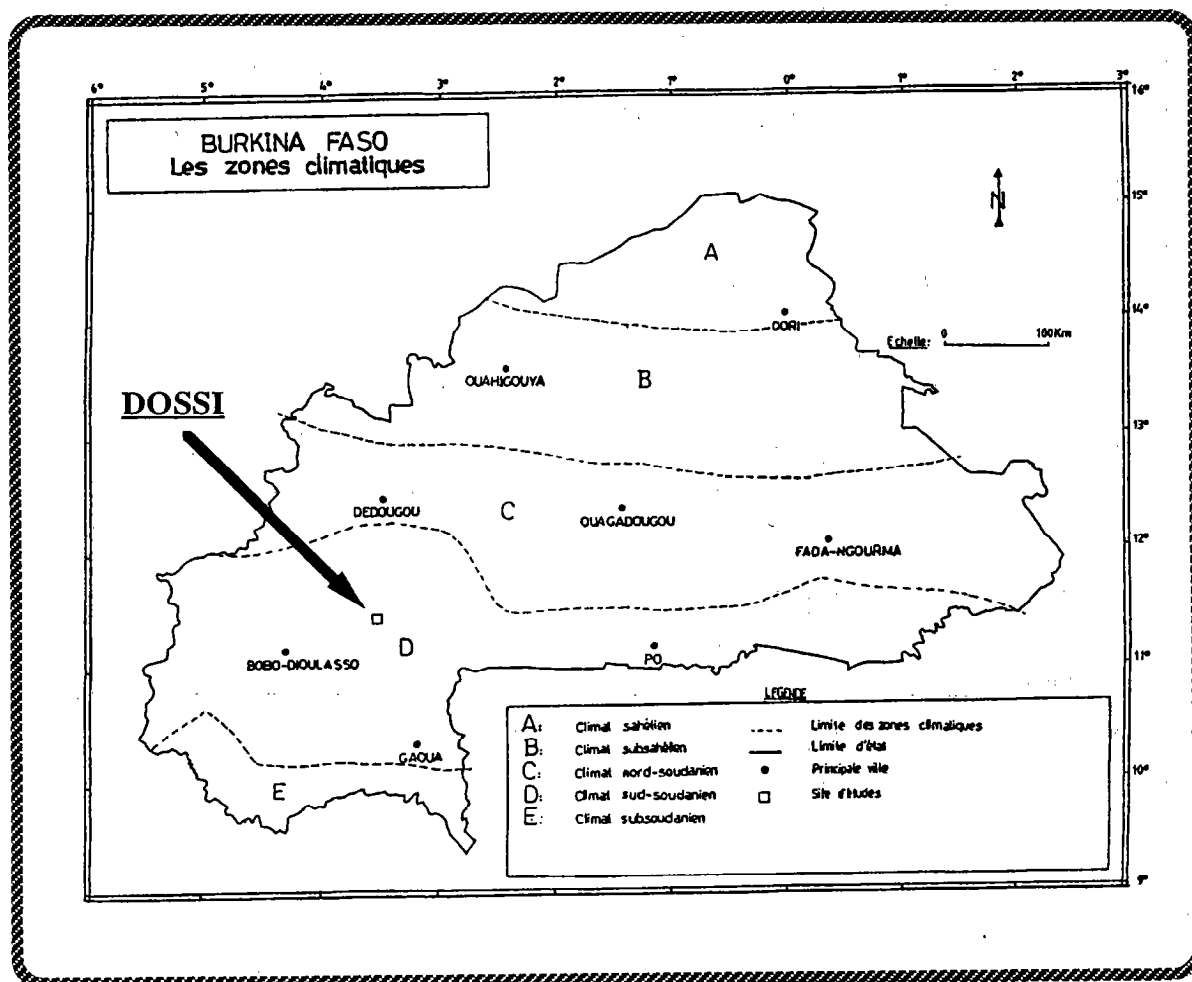 6° 5° 4° 3° 2° 1° 0° 1° 2° 3°
16°
BURKINA FASO
Les zones climatiques
N
15°
A
14°
DORI
Echelle: 0 100Km
OUAHIGOUYA
B
DOSSI
13°
DEDOUGOU
C
OUAGADOUGOU
FADA-NGOURMA
12°
D
BOBO-DIOULASSO
PO
11°
LEGENDE
A: Climat sahélien
B: Climat subsahélien
C: Climat nord-soudanien
D: Climat sud-soudanien
E: Climat subsoudanien
Limite des zones climatiques
Limite d'état
Principale ville
Site d'études
GAOUA
10°
E
9°